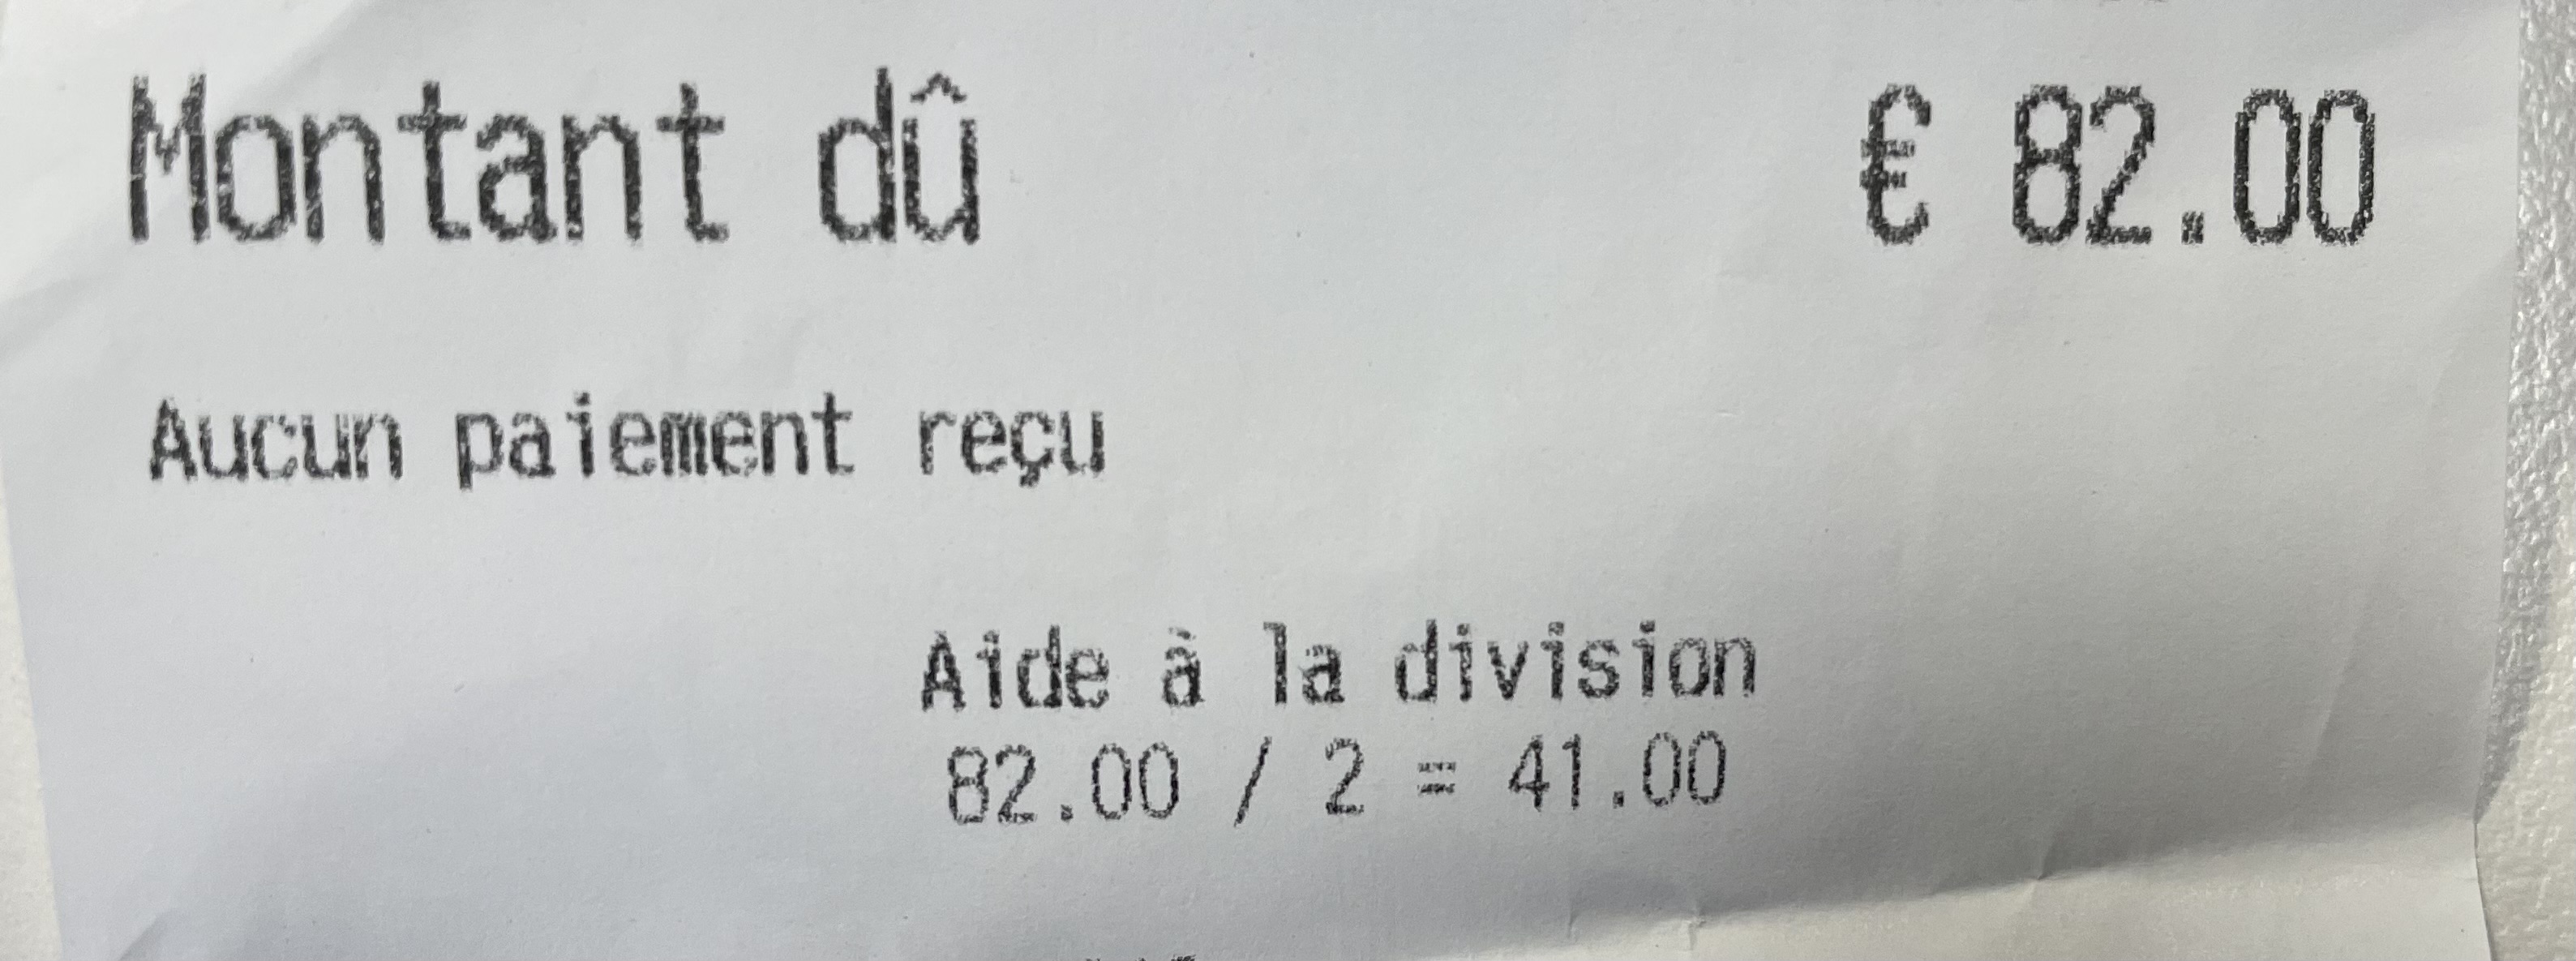 Montant dû € 82.00
Aucun paiement reçu
Aide à la division
82.00 / 2 = 41.00